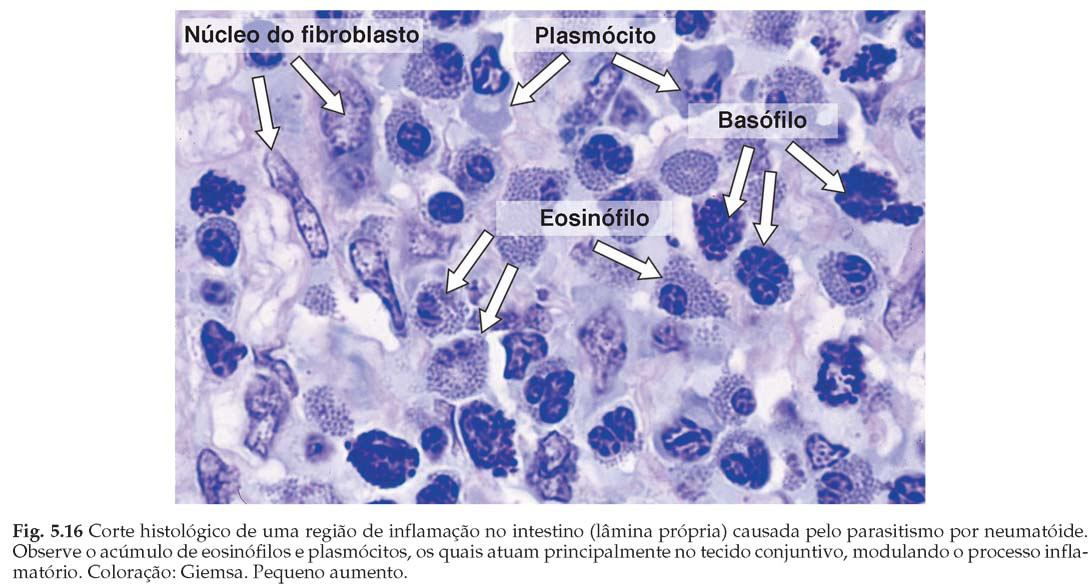 Núcleo do fibroblasto
Plasmócito
Basófilo
Eosinófilo
Fig. 5.16 Corte histológico de uma região de inflamação no intestino (lâmina própria) causada pelo parasitismo por neumatóide.
Observe o acúmulo de eosinófilos e plasmócitos, os quais atuam principalmente no tecido conjuntivo, modulando o processo infla-
matório. Coloração: Giemsa. Pequeno aumento.